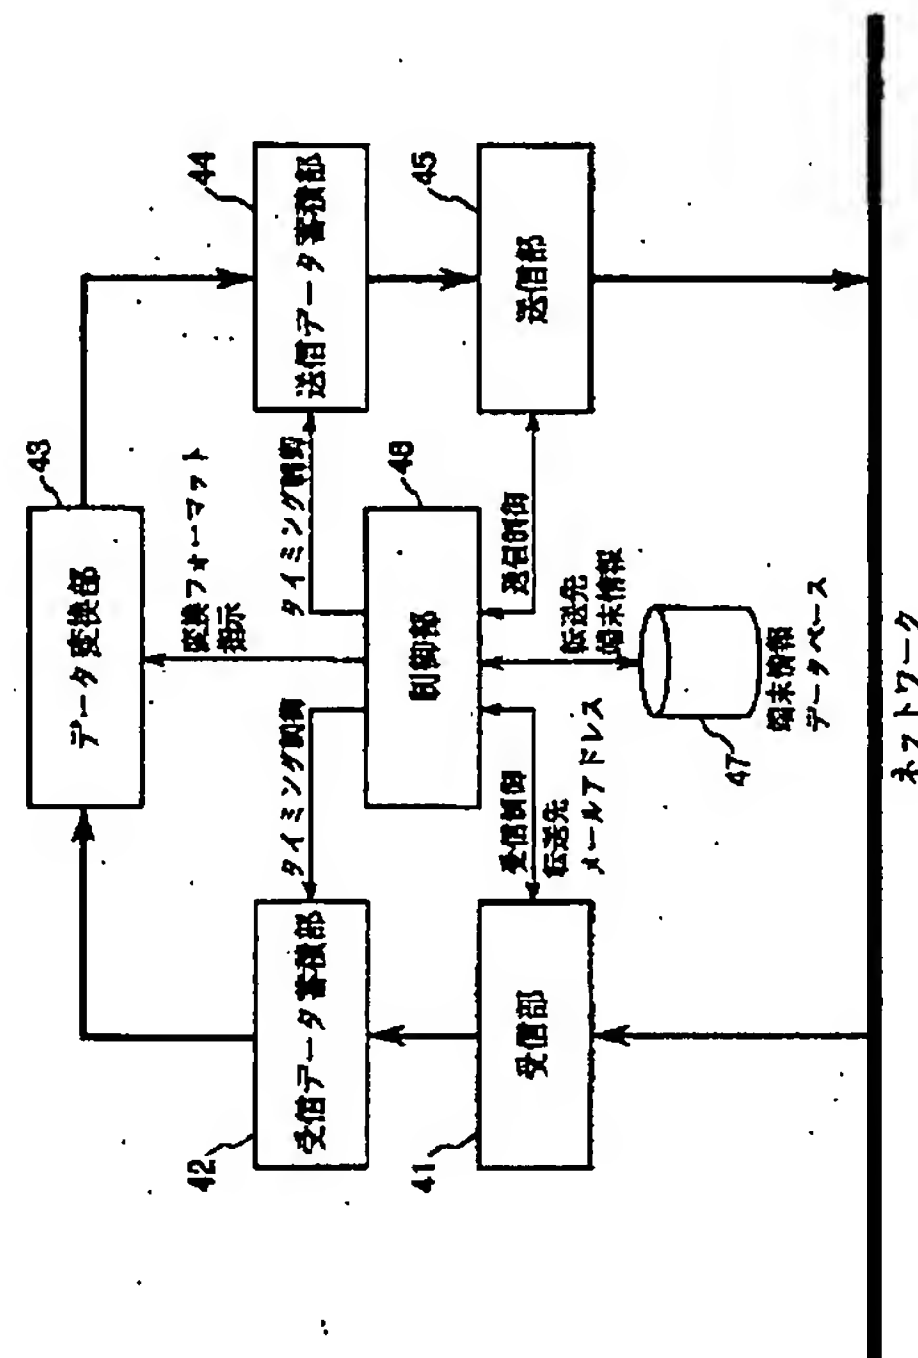 43
データ変換部
変換フォーマット
指示
44
送信データ蓄積部
タイミング制御
タイミング制御
42
受信データ蓄積部
48
制御部
45
送信部
送信制御
41
受信部
受信制御
転送先
メールアドレス
転送先
端末情報
47
端末情報
データベース
ネットワーク